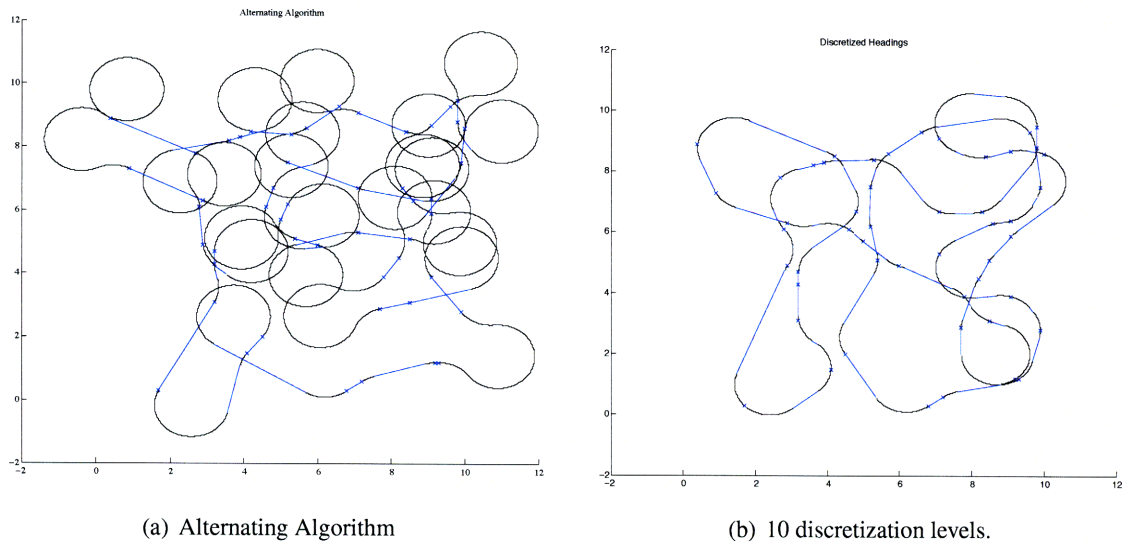 Alternating Algorithm
12
10
8
6
4
2
0
−2
−2 0 2 4 6 8 10 12
(a) Alternating Algorithm
Discretized Headings
12
10
8
6
4
2
0
−2
−2 0 2 4 6 8 10 12
(b) 10 discretization levels.